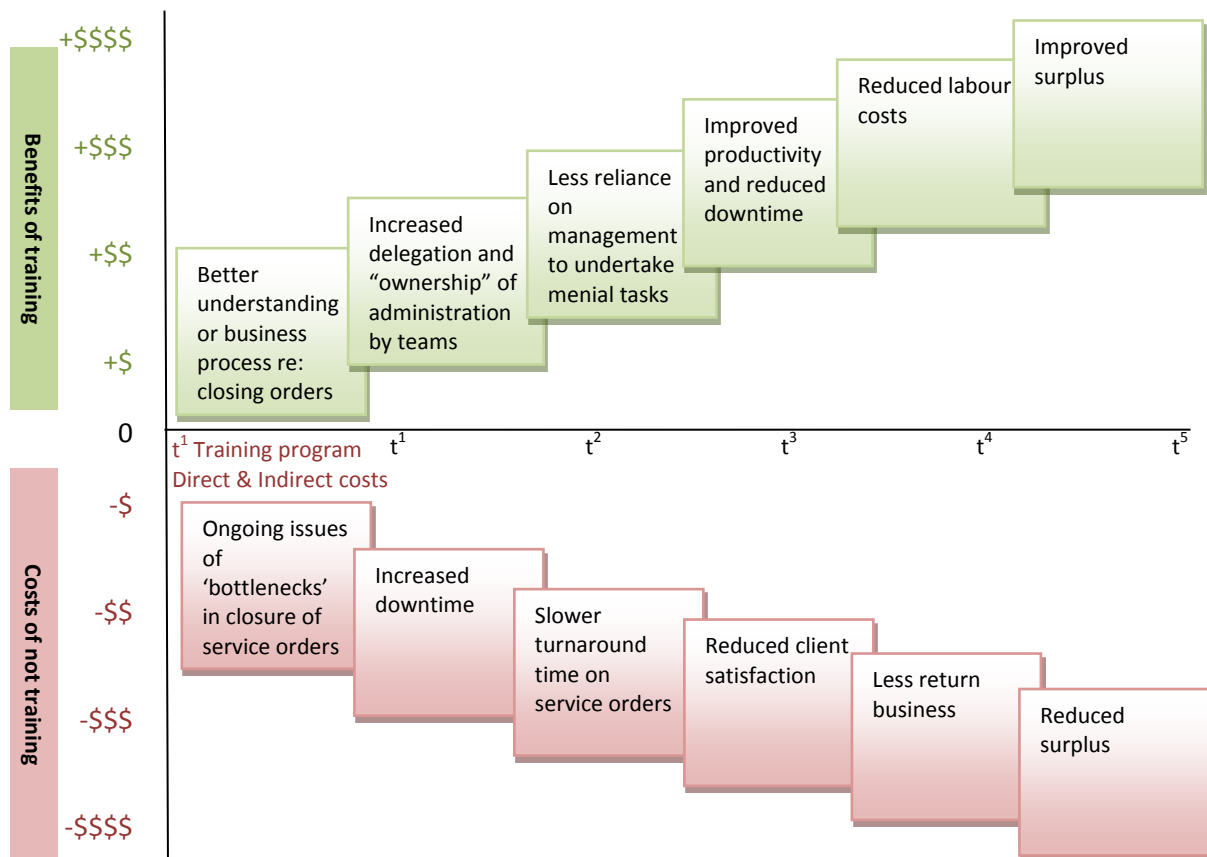 Benefits of training
+$$$$
+$$$
+$$
+$
0
Better
understanding
or business
process re:
closing orders
Increased
delegation and
“ownership” of
administration
by teams
Less reliance
on
management
to undertake
menial tasks
Improved
productivity
and reduced
downtime
Reduced labour
costs
Improved
surplus
t¹ Training program
Direct & Indirect costs
t¹
t²
t³
t⁴
t⁵
Costs of not training
-$
-$$
-$$$
-$$$$
Ongoing issues
of
‘bottlenecks’
in closure of
service orders
Increased
downtime
Slower
turnaround
time on
service orders
Reduced client
satisfaction
Less return
business
Reduced
surplus